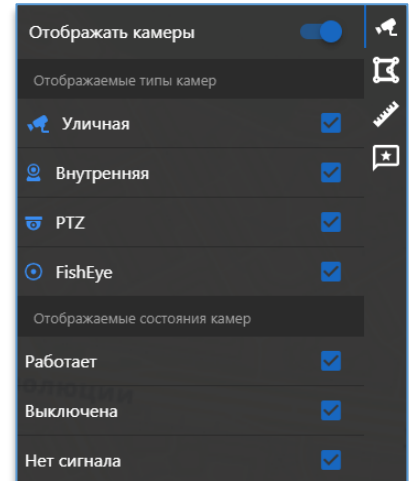 Отображать камеры
Отображаемые типы камер
Уличная
Внутренняя
PTZ
FishEye
Отображаемые состояния камер
Работает
Выключена
Нет сигнала